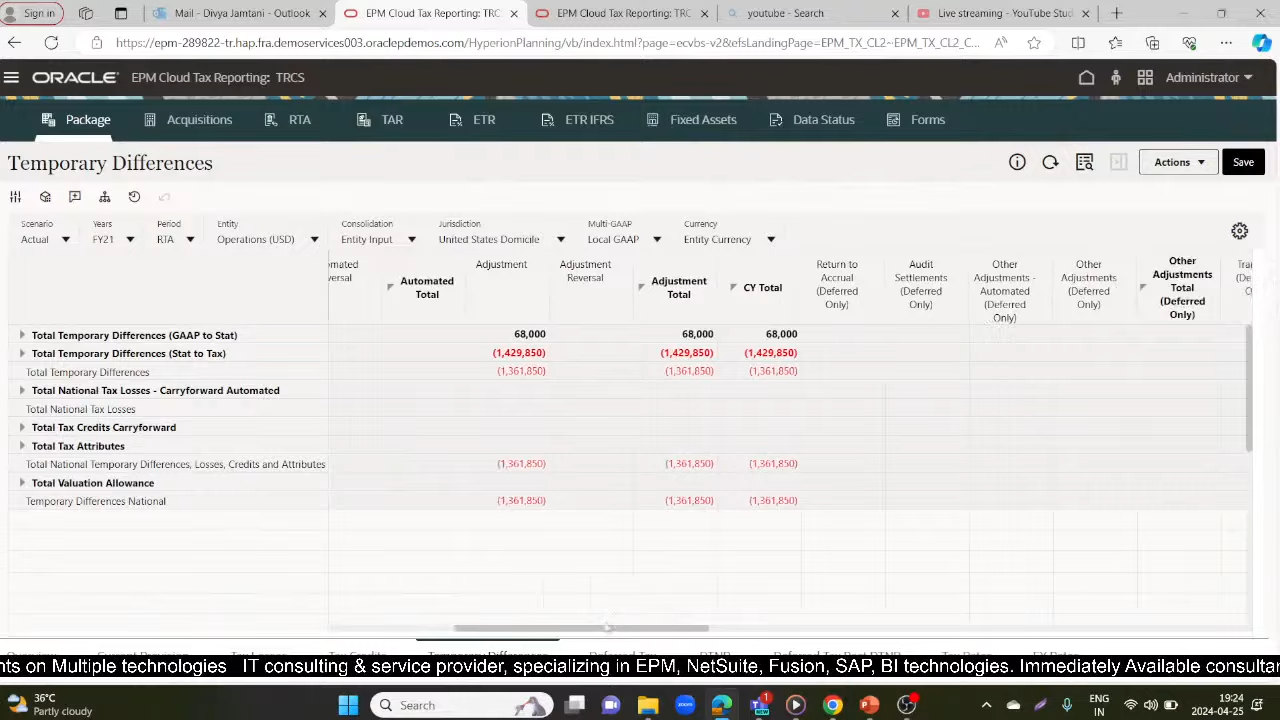 Sign in
Mail - Divya Jamtani - Outlook
EPM Cloud Tax Reporting: TRC
EPM Cloud Tax Reporting: TRC
youtube - Search
Live streaming - YouTube Stu
https://epm-289822-tr.hap.fra.demoservices003.oraclepdemos.com/HyperionPlanning/vb/index.html?page=ecvbs-v2&efsLandingPage=EPM_TX_CL2~EPM_TX_CL2_C...
ORACLE EPM Cloud Tax Reporting: TRCS Administrator
Package Acquisitions RTA TAR ETR ETR IFRS Fixed Assets Data Status Forms
Temporary Differences Actions Save
Scenario Years Period Entity Consolidation Jurisdiction Multi-GAAP Currency
Actual FY21 RTA Operations (USD) Entity Input United States Domicile Local GAAP Entity Currency
Automated Total
Adjustment
Adjustment Reversal
Adjustment Total
CY Total
Return to Accrual (Deferred Only)
Audit Settlements (Deferred Only)
Other Adjustments - Automated (Deferred Only)
Other Adjustments (Deferred Only)
Other Adjustments Total (Deferred Only)
Total Temporary Differences (GAAP to Stat) 68,000 68,000 68,000
Total Temporary Differences (Stat to Tax) (1,429,850) (1,429,850) (1,429,850)
Total Temporary Differences (1,361,850) (1,361,850) (1,361,850)
Total National Tax Losses - Carryforward Automated
Total National Tax Losses
Total Tax Credits Carryforward
Total Tax Attributes
Total National Temporary Differences, Losses, Credits and Attributes (1,361,850) (1,361,850) (1,361,850)
Total Valuation Allowance
Temporary Differences National (1,361,850) (1,361,850) (1,361,850)
nts on Multiple technologies IT consulting & service provider, specializing in EPM, NetSuite, Fusion, SAP, BI technologies. Immediately Available consulta
36°C
Partly cloudy
Search
1
NEW
ENG
IN
19:24
2024-04-25